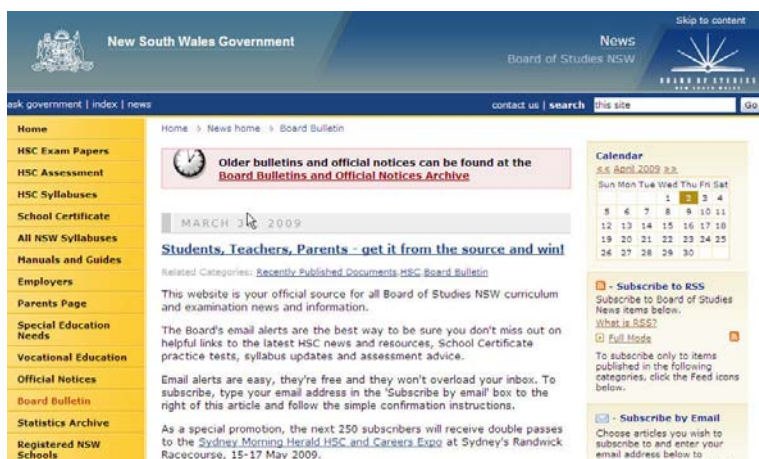 Skip to content
New South Wales Government
News
Board of Studies NSW
BOARD OF STUDIES
NEW SOUTH WALES
ask government | index | news
contact us | search this site Go
Home
HSC Exam Papers
HSC Assessment
HSC Syllabuses
School Certificate
All NSW Syllabuses
Manuals and Guides
Employers
Parents Page
Special Education
Needs
Vocational Education
Official Notices
Board Bulletin
Statistics Archive
Registered NSW
Schools
Home > News home > Board Bulletin
Older bulletins and official notices can be found at the
Board Bulletins and Official Notices Archive
MARCH 2009
Students, Teachers, Parents - get it from the source and win!
Related Categories: Recently Published Documents,HSC,Board Bulletin
This website is your official source for all Board of Studies NSW curriculum
and examination news and information.
The Board's email alerts are the best way to be sure you don't miss out on
helpful links to the latest HSC news and resources, School Certificate
practice tests, syllabus updates and assessment advice.
Email alerts are easy, they're free and they won't overload your inbox. To
subscribe, type your email address in the 'Subscribe by email' box to the
right of this article and follow the simple confirmation instructions.
As a special promotion, the next 250 subscribers will receive double passes
to the Sydney Morning Herald HSC and Careers Expo at Sydney's Randwick
Racecourse, 15-17 May 2009.
Calendar
<< April 2009 >>
Sun Mon Tue Wed Thu Fri Sat
1 2 3 4
5 6 7 8 9 10 11
12 13 14 15 16 17 18
19 20 21 22 23 24 25
26 27 28 29 30
- Subscribe to RSS
Subscribe to Board of Studies
News items below.
What is RSS?
Full Mode
To subscribe only to items
published in the following
categories, click the Feed icons
below.
- Subscribe by Email
Choose articles you wish to
subscribe to and enter your
email address below to